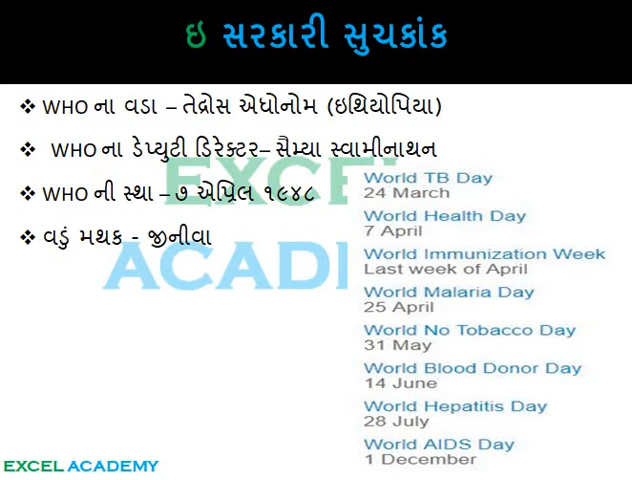 ઇ સરકારી સુચકાંક
❖ WHO ના વડા – તેદ્રોસ એધોનોમ (ઇથિયોપિયા)
❖ WHO ના ડેપ્યુટી ડિરેક્ટર– સૈમ્યા સ્વામીનાથન
❖ WHO ની સ્થા – ૭ એપ્રિલ ૧૯૪૮
❖ વડું મથક - જીનીવા
EXCEL
ACADEMY
World TB Day
24 March
World Health Day
7 April
World Immunization Week
Last week of April
World Malaria Day
25 April
World No Tobacco Day
31 May
World Blood Donor Day
14 June
World Hepatitis Day
28 July
World AIDS Day
1 December
EXCEL ACADEMY